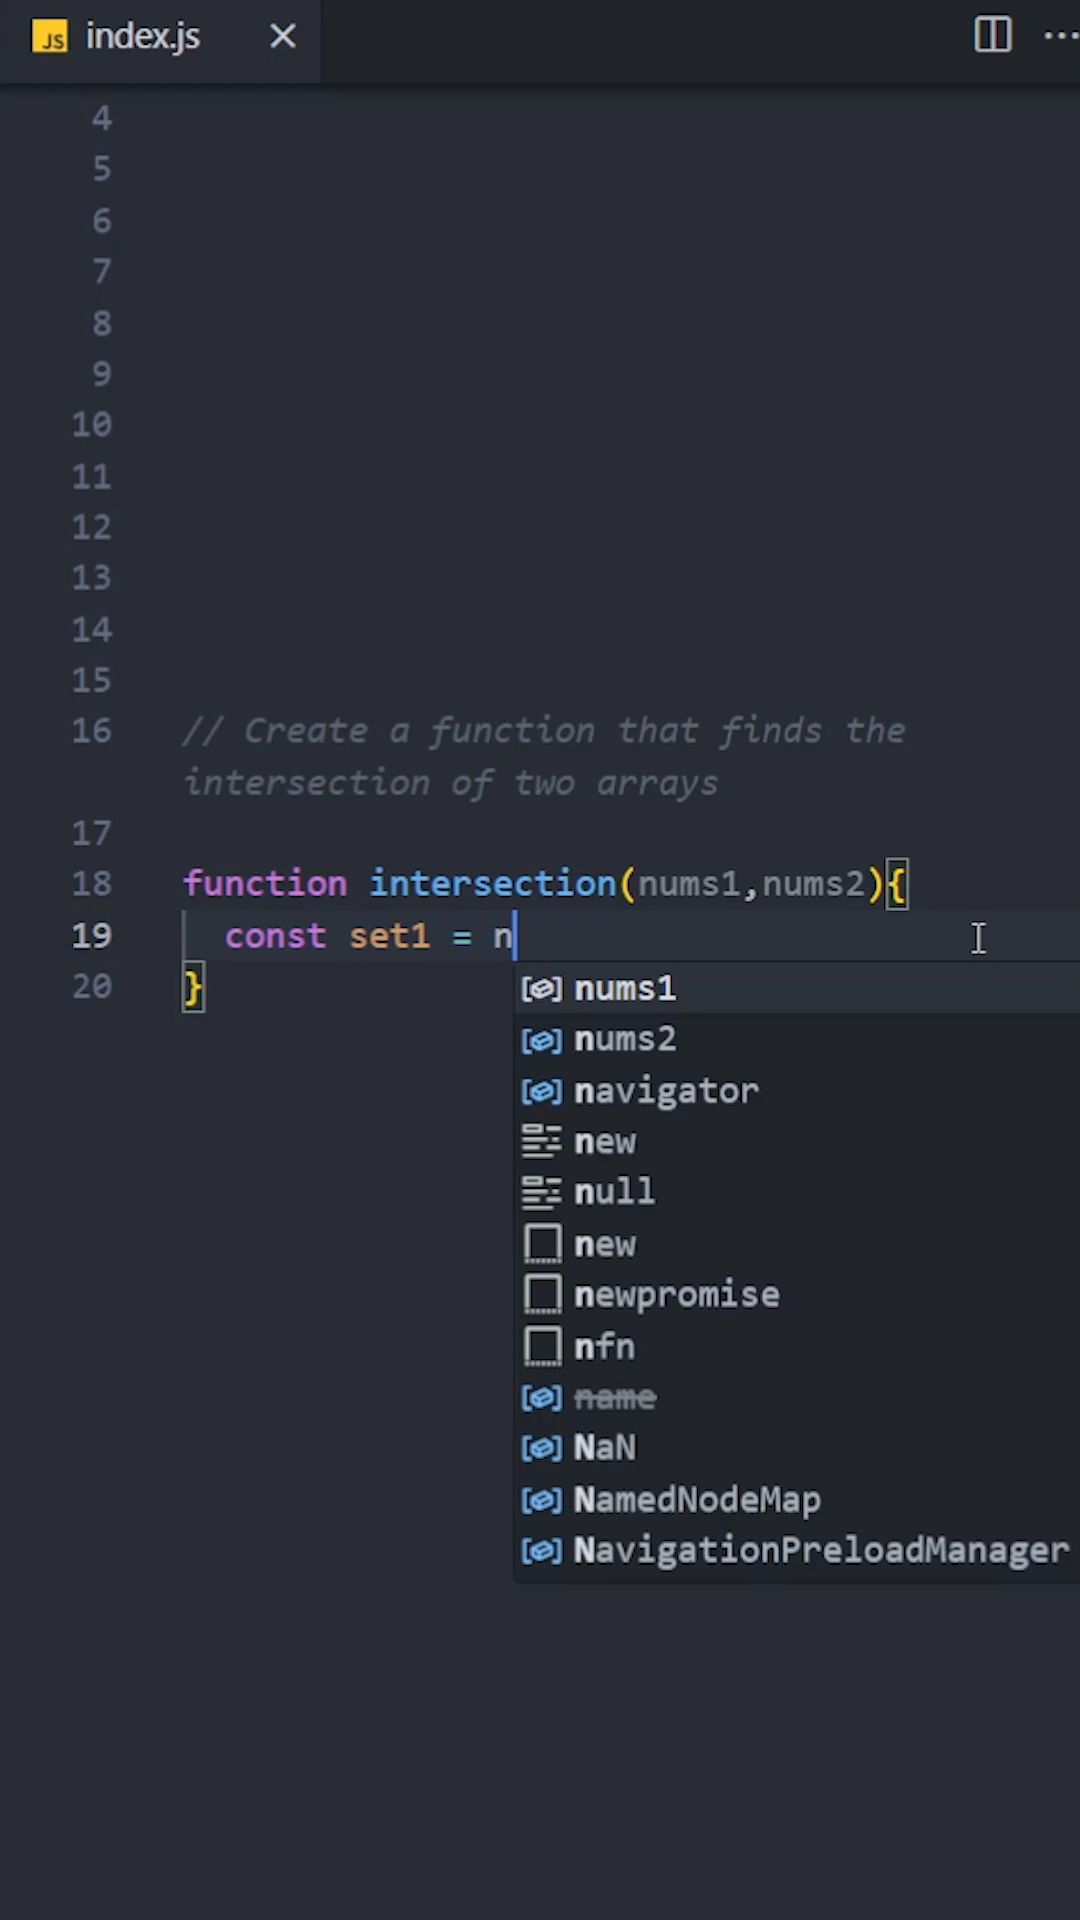 JS index.js
4
5
6
7
8
9
10
11
12
13
14
15
16 // Create a function that finds the
intersection of two arrays
17
18 function intersection(nums1,nums2){
19 const set1 = n
20 }
nums1
nums2
navigator
new
null
new
newpromise
nfn
name
NaN
NamedNodeMap
NavigationPreloadManager